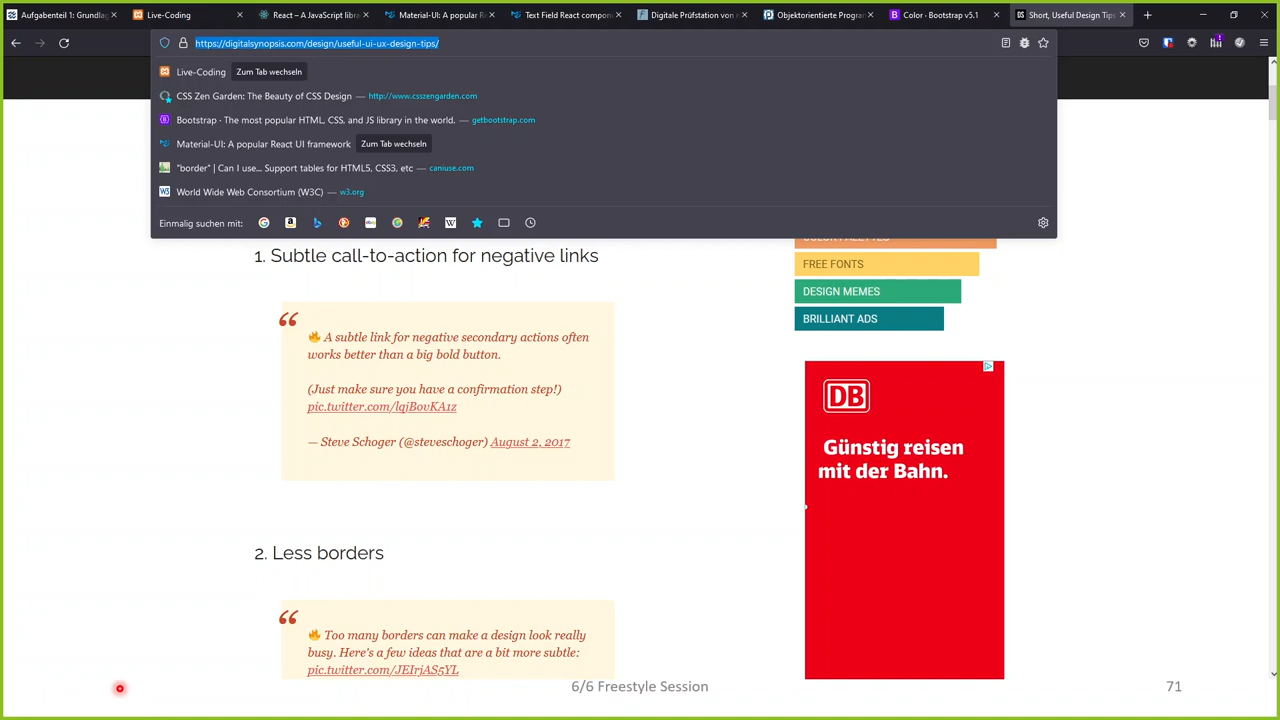 Aufgabenteil 1: Grundlag
Live-Coding
React – A JavaScript libra
Material-UI: A popular Re
Text Field React compone
Digitale Prüfstation von n
Objektorientierte Program
Color · Bootstrap v5.1
Short, Useful Design Tips
https://digitalsynopsis.com/design/useful-ui-ux-design-tips/
Live-Coding Zum Tab wechseln
CSS Zen Garden: The Beauty of CSS Design — http://www.csszengarden.com
Bootstrap · The most popular HTML, CSS, and JS library in the world. — getbootstrap.com
Material-UI: A popular React UI framework Zum Tab wechseln
"border" | Can I use... Support tables for HTML5, CSS3, etc — caniuse.com
World Wide Web Consortium (W3C) — w3.org
Einmalig suchen mit:
1. Subtle call-to-action for negative links
“
🔥 A subtle link for negative secondary actions often
works better than a big bold button.
(Just make sure you have a confirmation step!)
pic.twitter.com/lqjBovKA1z
— Steve Schoger (@steveschoger) August 2, 2017
2. Less borders
“
🔥 Too many borders can make a design look really
busy. Here's a few ideas that are a bit more subtle:
pic.twitter.com/JEIrjAS5YL
COLOR PALETTES
FREE FONTS
DESIGN MEMES
BRILLIANT ADS
DB
Günstig reisen
mit der Bahn.
6/6 Freestyle Session
71